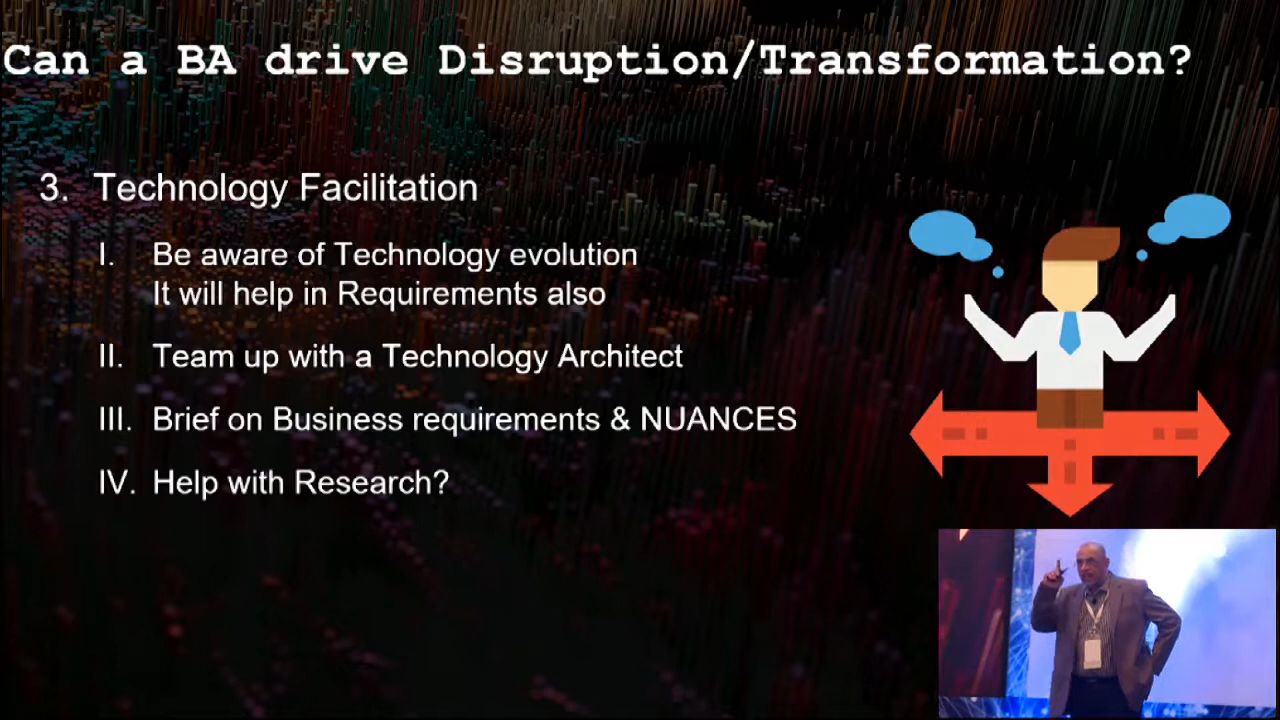 Can a BA drive Disruption/Transformation?
3. Technology Facilitation
I. Be aware of Technology evolution
It will help in Requirements also
II. Team up with a Technology Architect
III. Brief on Business requirements & NUANCES
IV. Help with Research?